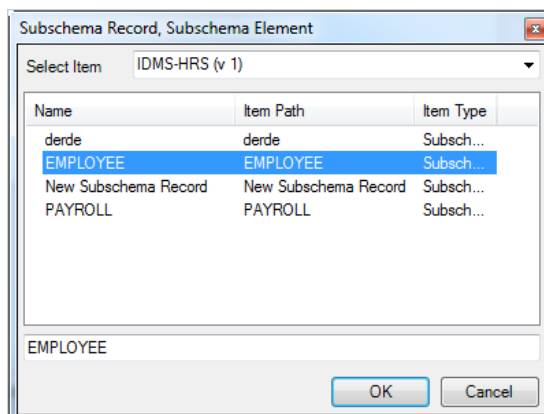 Subschema Record, Subschema Element
Select Item IDMS-HRS (v 1)
Name Item Path Item Type
derde derde Subsch...
EMPLOYEE EMPLOYEE Subsch...
New Subschema Record New Subschema Record Subsch...
PAYROLL PAYROLL Subsch...
EMPLOYEE
OK Cancel